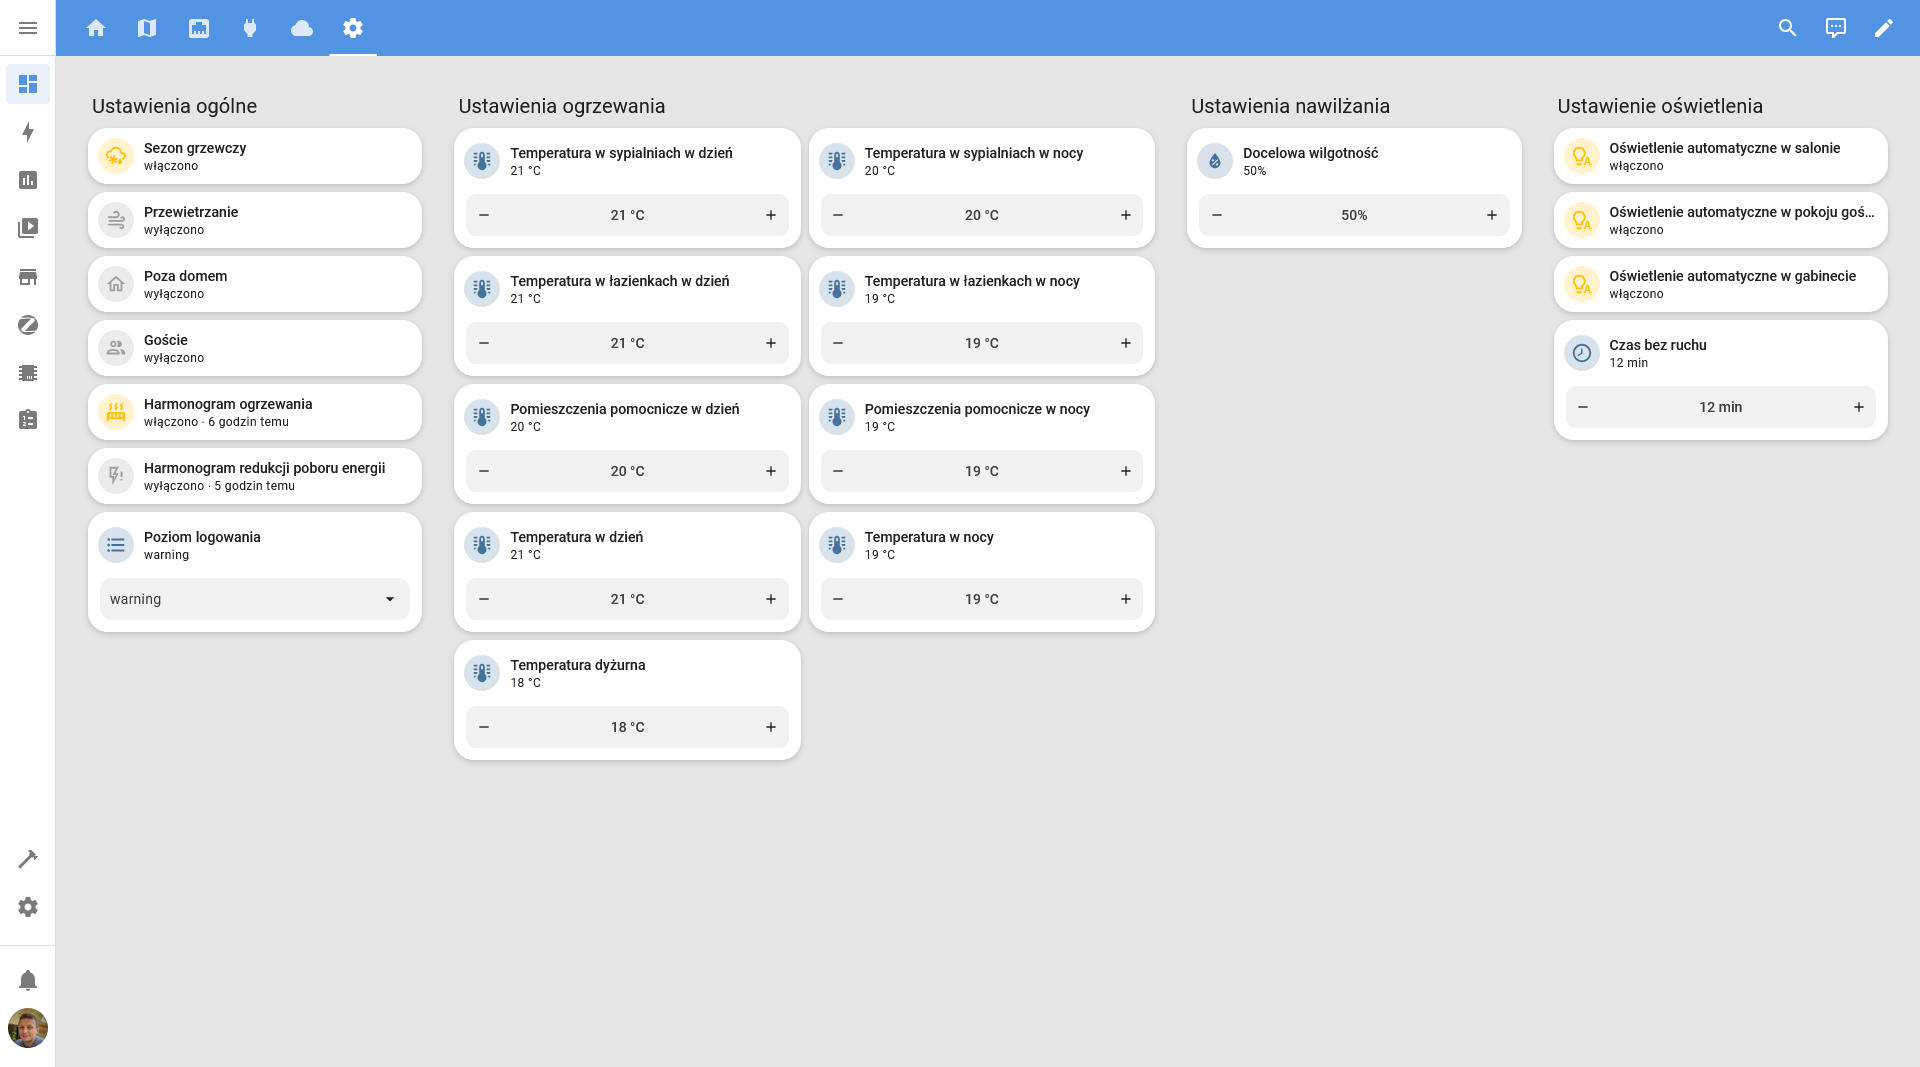 Ustawienia ogólne
Sezon grzewczy
włączono
Przewietrzanie
wyłączono
Poza domem
wyłączono
Goście
wyłączono
Harmonogram ogrzewania
włączono · 6 godzin temu
Harmonogram redukcji poboru energii
wyłączono · 5 godzin temu
Poziom logowania
warning
warning
Ustawienia ogrzewania
Temperatura w sypialniach w dzień
21 °C
− 21 °C +
Temperatura w sypialniach w nocy
20 °C
− 20 °C +
Temperatura w łazienkach w dzień
21 °C
− 21 °C +
Temperatura w łazienkach w nocy
19 °C
− 19 °C +
Pomieszczenia pomocnicze w dzień
20 °C
− 20 °C +
Pomieszczenia pomocnicze w nocy
19 °C
− 19 °C +
Temperatura w dzień
21 °C
− 21 °C +
Temperatura w nocy
19 °C
− 19 °C +
Temperatura dyżurna
18 °C
− 18 °C +
Ustawienia nawilżania
Docelowa wilgotność
50%
− 50% +
Ustawienie oświetlenia
Oświetlenie automatyczne w salonie
włączono
Oświetlenie automatyczne w pokoju goś...
włączono
Oświetlenie automatyczne w gabinecie
włączono
Czas bez ruchu
12 min
− 12 min +